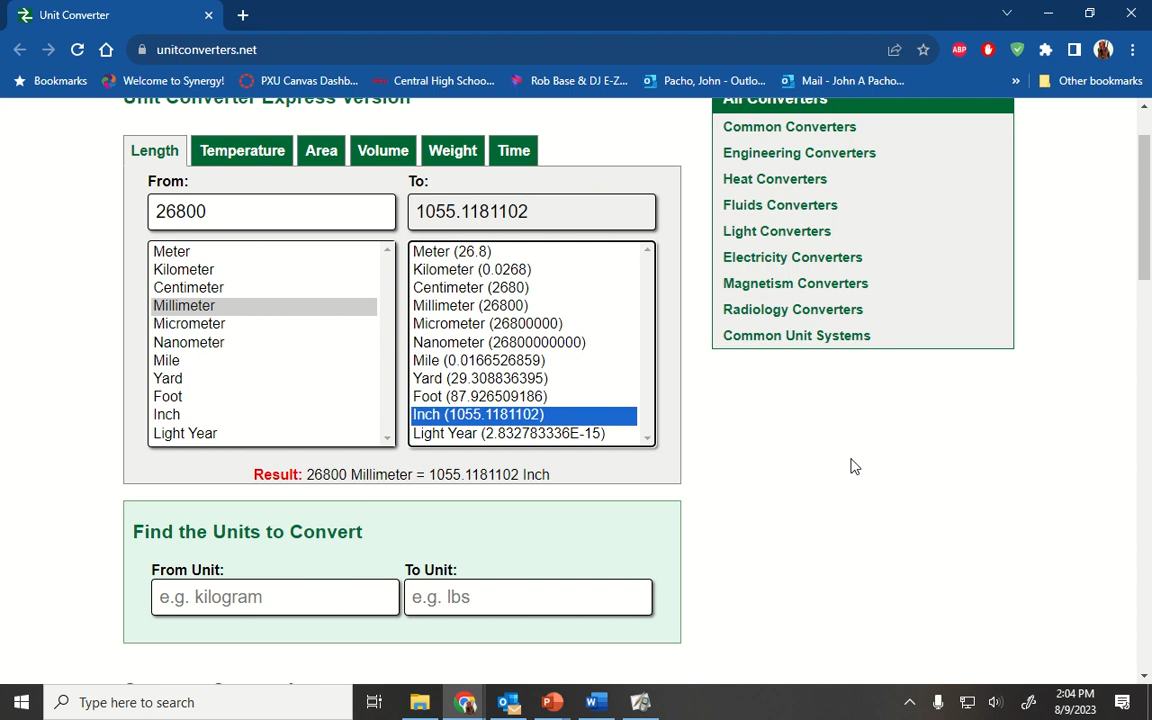 Unit Converter
unitconverters.net
ABP
Bookmarks
Welcome to Synergy!
PXU Canvas Dashb...
Central High Schoo...
Rob Base & DJ E-Z...
Pacho, John - Outlo...
Mail - John A Pacho...
»
Other bookmarks
Unit Converter Express Version
Length
Temperature
Area
Volume
Weight
Time
From:
26800
Meter
Kilometer
Centimeter
Millimeter
Micrometer
Nanometer
Mile
Yard
Foot
Inch
Light Year
To:
1055.1181102
Meter (26.8)
Kilometer (0.0268)
Centimeter (2680)
Millimeter (26800)
Micrometer (26800000)
Nanometer (26800000000)
Mile (0.0166526859)
Yard (29.308836395)
Foot (87.926509186)
Inch (1055.1181102)
Light Year (2.832783336E-15)
Result: 26800 Millimeter = 1055.1181102 Inch
Find the Units to Convert
From Unit:
e.g. kilogram
To Unit:
e.g. lbs
All Converters
Common Converters
Engineering Converters
Heat Converters
Fluids Converters
Light Converters
Electricity Converters
Magnetism Converters
Radiology Converters
Common Unit Systems
Type here to search
2:04 PM
8/9/2023